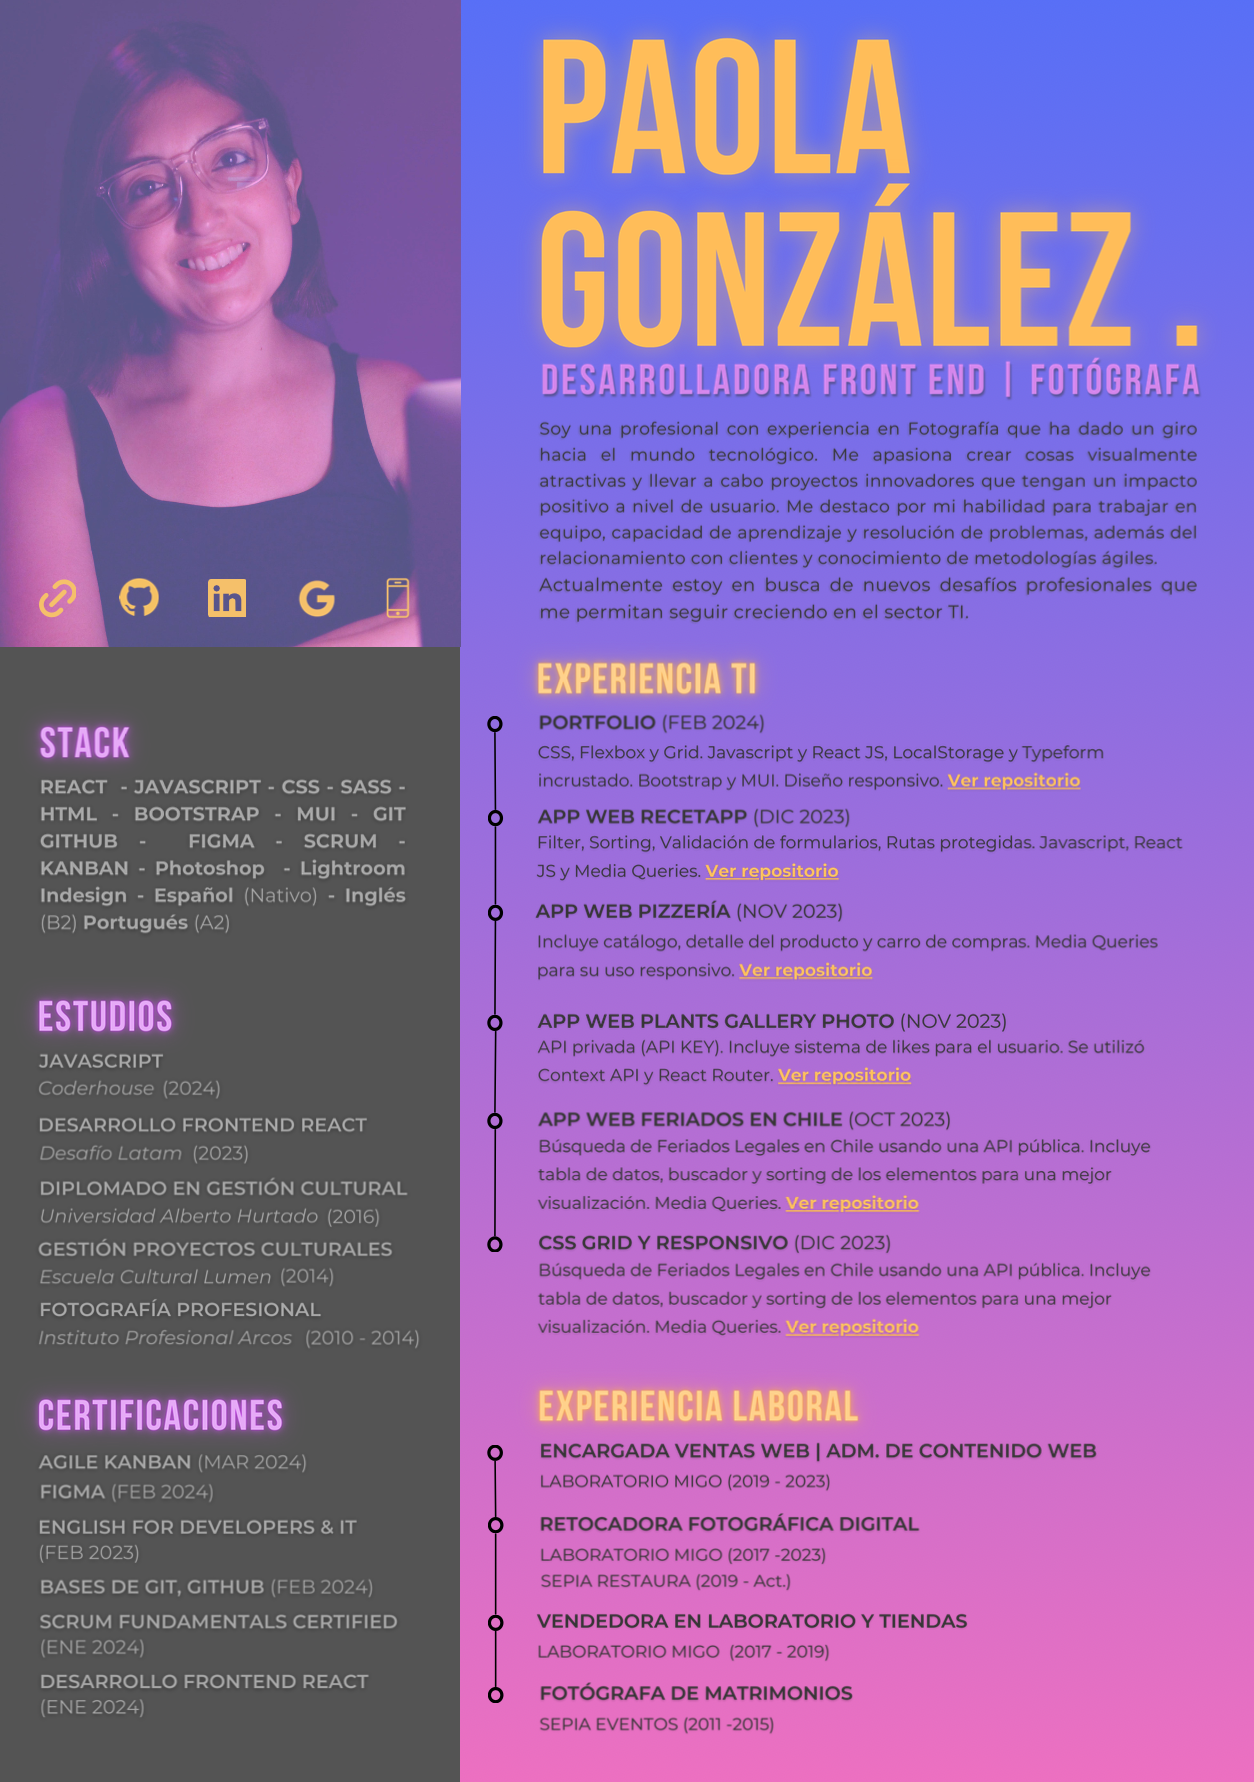 PAOLA
GONZÁLEZ .
DESARROLLADORA FRONT END | FOTÓGRAFA
Soy una profesional con experiencia en Fotografía que ha dado un giro
hacia el mundo tecnológico. Me apasiona crear cosas visualmente
atractivas y llevar a cabo proyectos innovadores que tengan un impacto
positivo a nivel de usuario. Me destaco por mi habilidad para trabajar en
equipo, capacidad de aprendizaje y resolución de problemas, además del
relacionamiento con clientes y conocimiento de metodologías ágiles.
Actualmente estoy en busca de nuevos desafíos profesionales que
me permitan seguir creciendo en el sector TI.
STACK
REACT - JAVASCRIPT - CSS - SASS -
HTML - BOOTSTRAP - MUI - GIT
GITHUB - FIGMA - SCRUM -
KANBAN - Photoshop - Lightroom
Indesign - Español (Nativo) - Inglés
(B2) Portugués (A2)
ESTUDIOS
JAVASCRIPT
Coderhouse (2024)
DESARROLLO FRONTEND REACT
Desafío Latam (2023)
DIPLOMADO EN GESTIÓN CULTURAL
Universidad Alberto Hurtado (2016)
GESTIÓN PROYECTOS CULTURALES
Escuela Cultural Lumen (2014)
FOTOGRAFÍA PROFESIONAL
Instituto Profesional Arcos (2010 - 2014)
CERTIFICACIONES
AGILE KANBAN (MAR 2024)
FIGMA (FEB 2024)
ENGLISH FOR DEVELOPERS & IT
(FEB 2023)
BASES DE GIT, GITHUB (FEB 2024)
SCRUM FUNDAMENTALS CERTIFIED
(ENE 2024)
DESARROLLO FRONTEND REACT
(ENE 2024)
EXPERIENCIA TI
PORTFOLIO (FEB 2024)
CSS, Flexbox y Grid. Javascript y React JS, LocalStorage y Typeform
incrustado. Bootstrap y MUI. Diseño responsivo. Ver repositorio
APP WEB RECETAPP (DIC 2023)
Filter, Sorting, Validación de formularios, Rutas protegidas. Javascript, React
JS y Media Queries. Ver repositorio
APP WEB PIZZERÍA (NOV 2023)
Incluye catálogo, detalle del producto y carro de compras. Media Queries
para su uso responsivo. Ver repositorio
APP WEB PLANTS GALLERY PHOTO (NOV 2023)
API privada (API KEY). Incluye sistema de likes para el usuario. Se utilizó
Context API y React Router. Ver repositorio
APP WEB FERIADOS EN CHILE (OCT 2023)
Búsqueda de Feriados Legales en Chile usando una API pública. Incluye
tabla de datos, buscador y sorting de los elementos para una mejor
visualización. Media Queries. Ver repositorio
CSS GRID Y RESPONSIVO (DIC 2023)
Búsqueda de Feriados Legales en Chile usando una API pública. Incluye
tabla de datos, buscador y sorting de los elementos para una mejor
visualización. Media Queries. Ver repositorio
EXPERIENCIA LABORAL
ENCARGADA VENTAS WEB | ADM. DE CONTENIDO WEB
LABORATORIO MIGO (2019 - 2023)
RETOCADORA FOTOGRÁFICA DIGITAL
LABORATORIO MIGO (2017 -2023)
SEPIA RESTAURA (2019 - Act.)
VENDEDORA EN LABORATORIO Y TIENDAS
LABORATORIO MIGO (2017 - 2019)
FOTÓGRAFA DE MATRIMONIOS
SEPIA EVENTOS (2011 -2015)